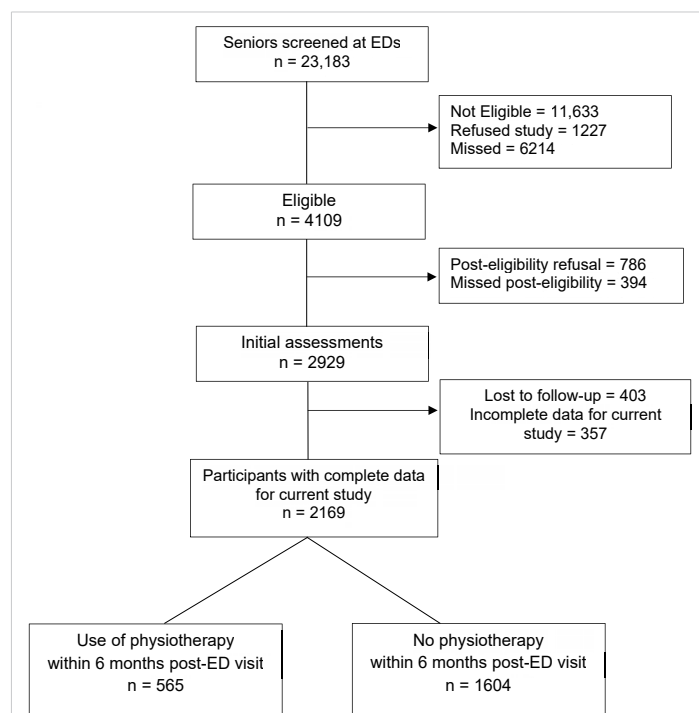 Seniors screened at EDs
n = 23,183
Not Eligible = 11,633
Refused study = 1227
Missed = 6214
Eligible
n = 4109
Post-eligibility refusal = 786
Missed post-eligibility = 394
Initial assessments
n = 2929
Lost to follow-up = 403
Incomplete data for current
study = 357
Participants with complete data
for current study
n = 2169
Use of physiotherapy
within 6 months post-ED visit
n = 565
No physiotherapy
within 6 months post-ED visit
n = 1604